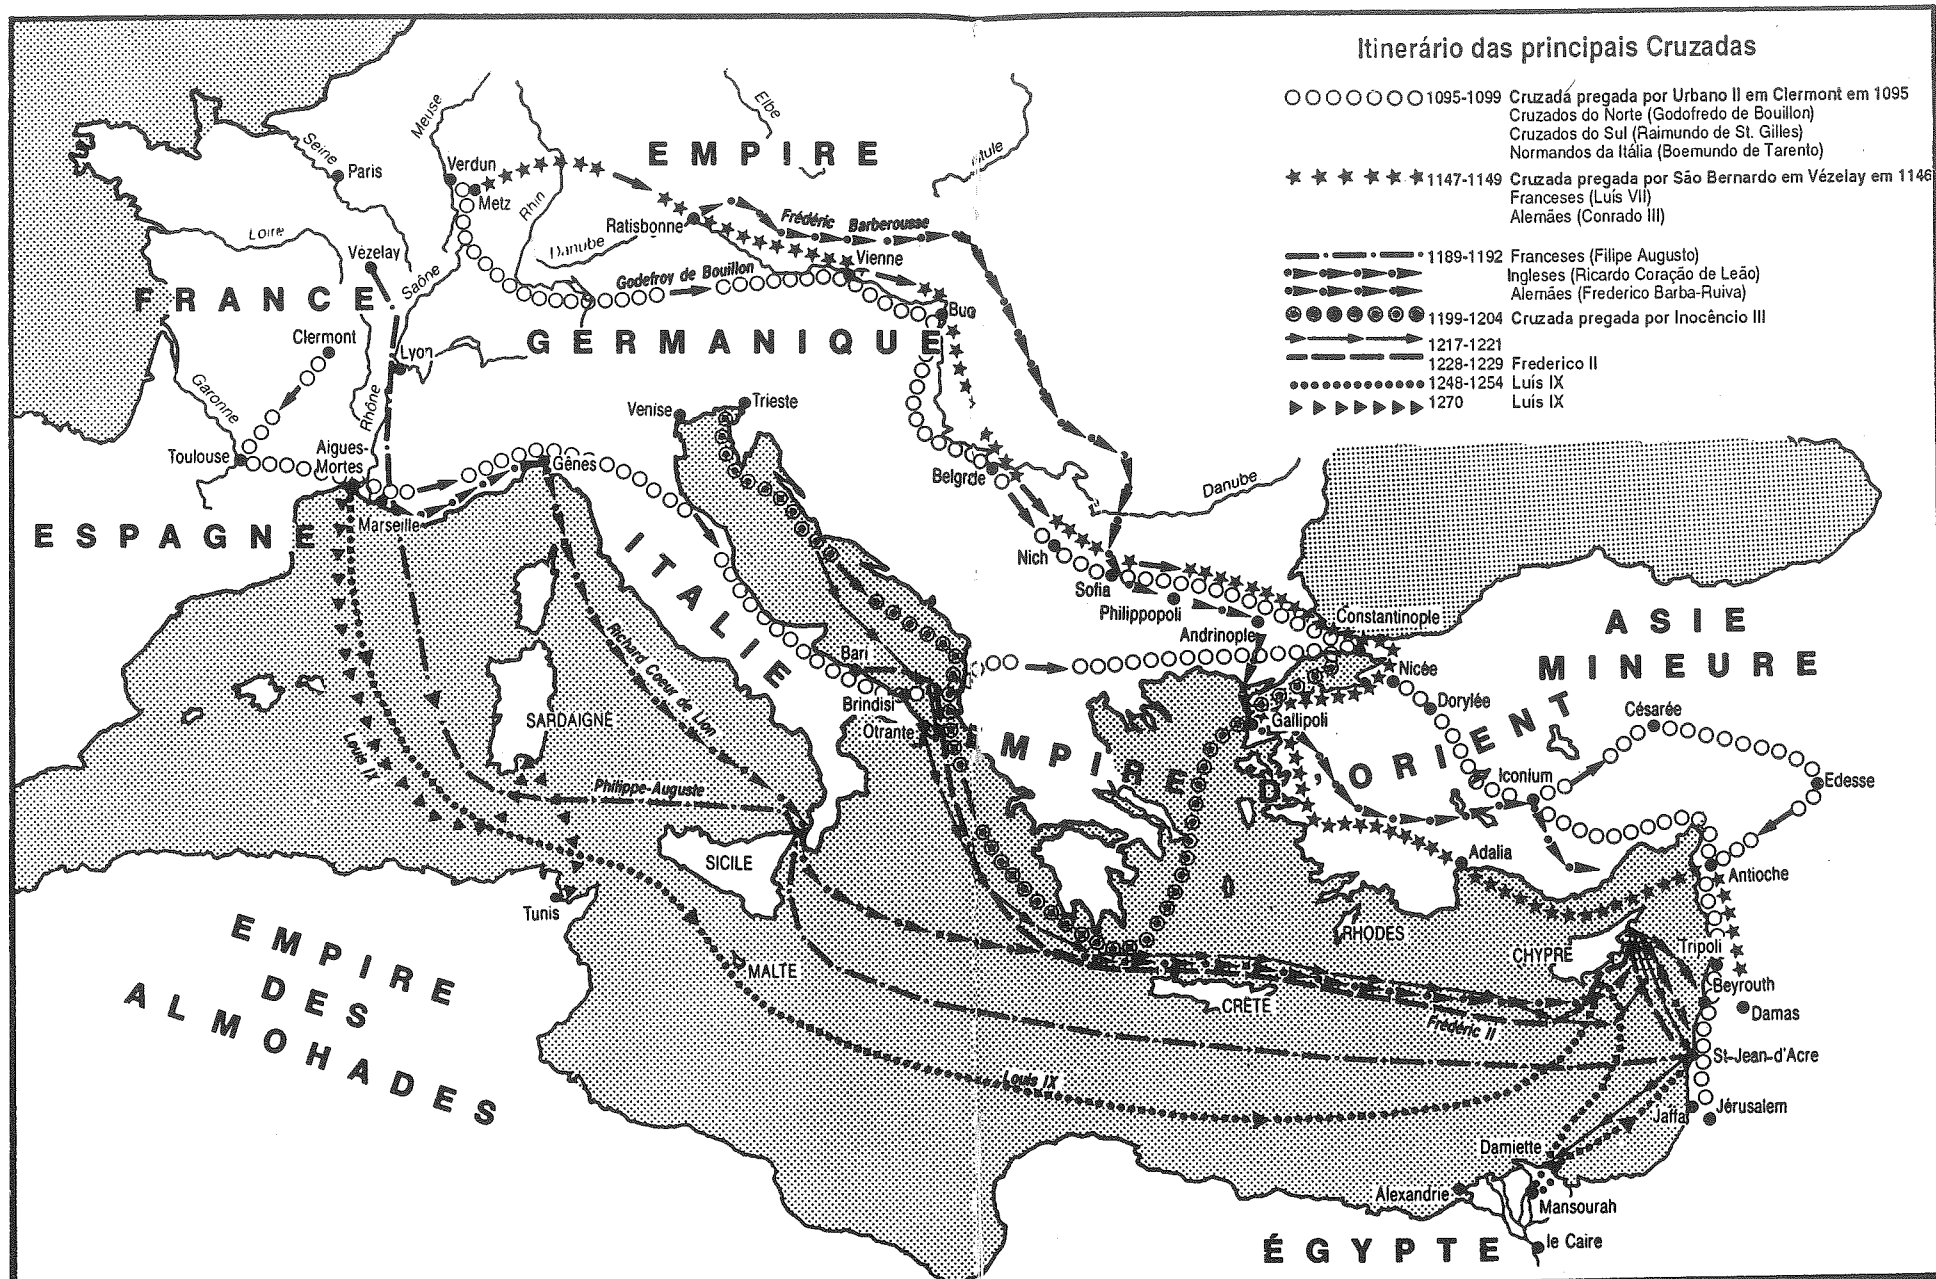 Itinerário das principais Cruzadas
1095-1099 Cruzada pregada por Urbano II em Clermont em 1095
Cruzados do Norte (Godofredo de Bouillon)
Cruzados do Sul (Raimundo de St. Gilles)
Normandos da Itália (Boemundo de Tarento)
1147-1149 Cruzada pregada por São Bernardo em Vézelay em 1146
Franceses (Luís VII)
Alemães (Conrado III)
1189-1192 Franceses (Filipe Augusto)
Ingleses (Ricardo Coração de Leão)
Alemães (Frederico Barba-Ruiva)
1199-1204 Cruzada pregada por Inocêncio III
1217-1221
1228-1229 Frederico II
1248-1254 Luís IX
1270 Luís IX
Meuse
Elbe
Seine
Paris
Verdun
Metz
Rhin
EMPIRE
Ratisbonne
Frédéric Barberousse
Danube
Vienne
Loire
Vézelay
Saône
Godefroy de Bouillon
FRANCE
GERMANIQUE
Clermont
Lyon
Garonne
Rhône
Venise
Trieste
Toulouse
Aigues-
Mortes
Gênes
Belgrde
Danube
ESPAGNE
Marseille
ITALIE
Nich
Sofia
Philippopoli
Andrinople
Constantinople
ASIE
MINEURE
Nicée
Dorylée
Césarée
Bari
Brindisi
Otrante
Richard Coeur de Lion
SARDAIGNE
Louis IX
Philippe-Auguste
Gallipoli
EMPIRE
D'ORIENT
Iconium
Edesse
SICILE
Adalia
Antioche
Tunis
RHODES
CHYPRE
Tripoli
MALTE
CRÈTE
Beyrouth
Damas
Frédéric II
EMPIRE
DES
ALMOHADES
St-Jean-d'Acre
Louis IX
Jaffa
Jérusalem
Damiette
Alexandrie
Mansourah
ÉGYPTE
le Caire